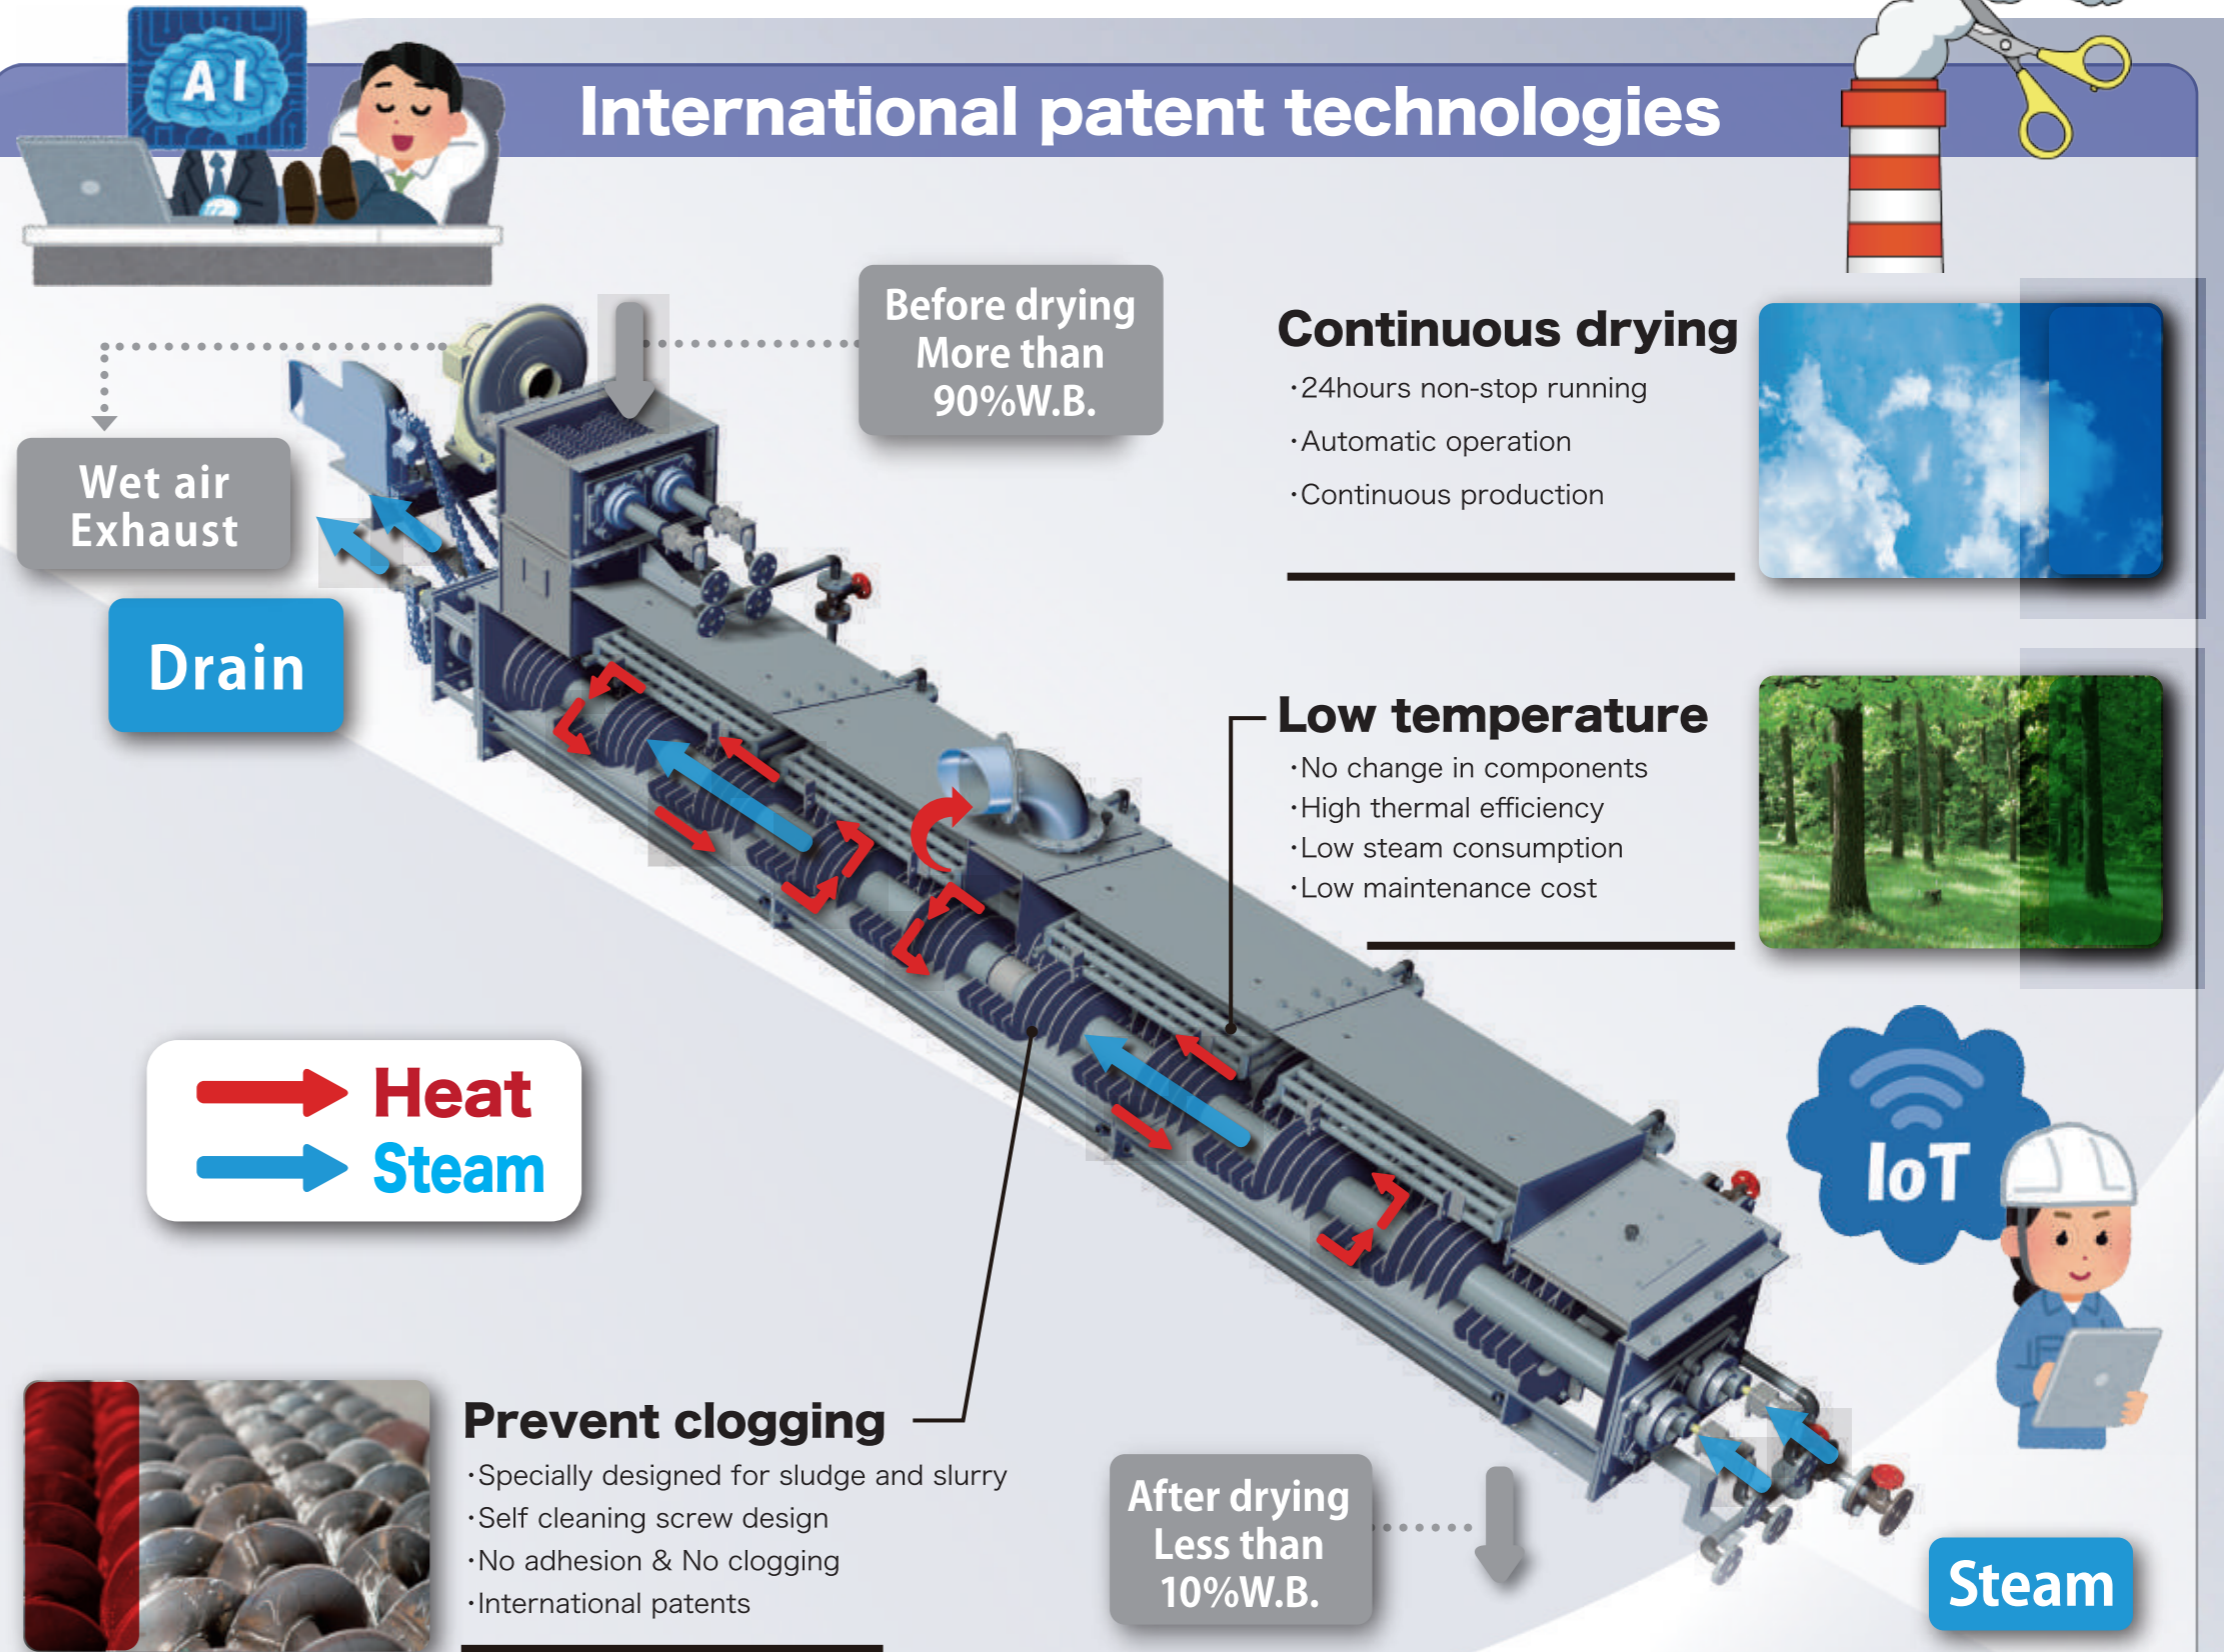 AI
International patent technologies
Before drying
More than
90%W.B.
Wet air
Exhaust
Drain
Continuous drying
・24hours non-stop running
・Automatic operation
・Continuous production
Low temperature
・No change in components
・High thermal efficiency
・Low steam consumption
・Low maintenance cost
Heat
Steam
IoT
Prevent clogging
・Specially designed for sludge and slurry
・Self cleaning screw design
・No adhesion & No clogging
・International patents
After drying
Less than
10%W.B.
Steam